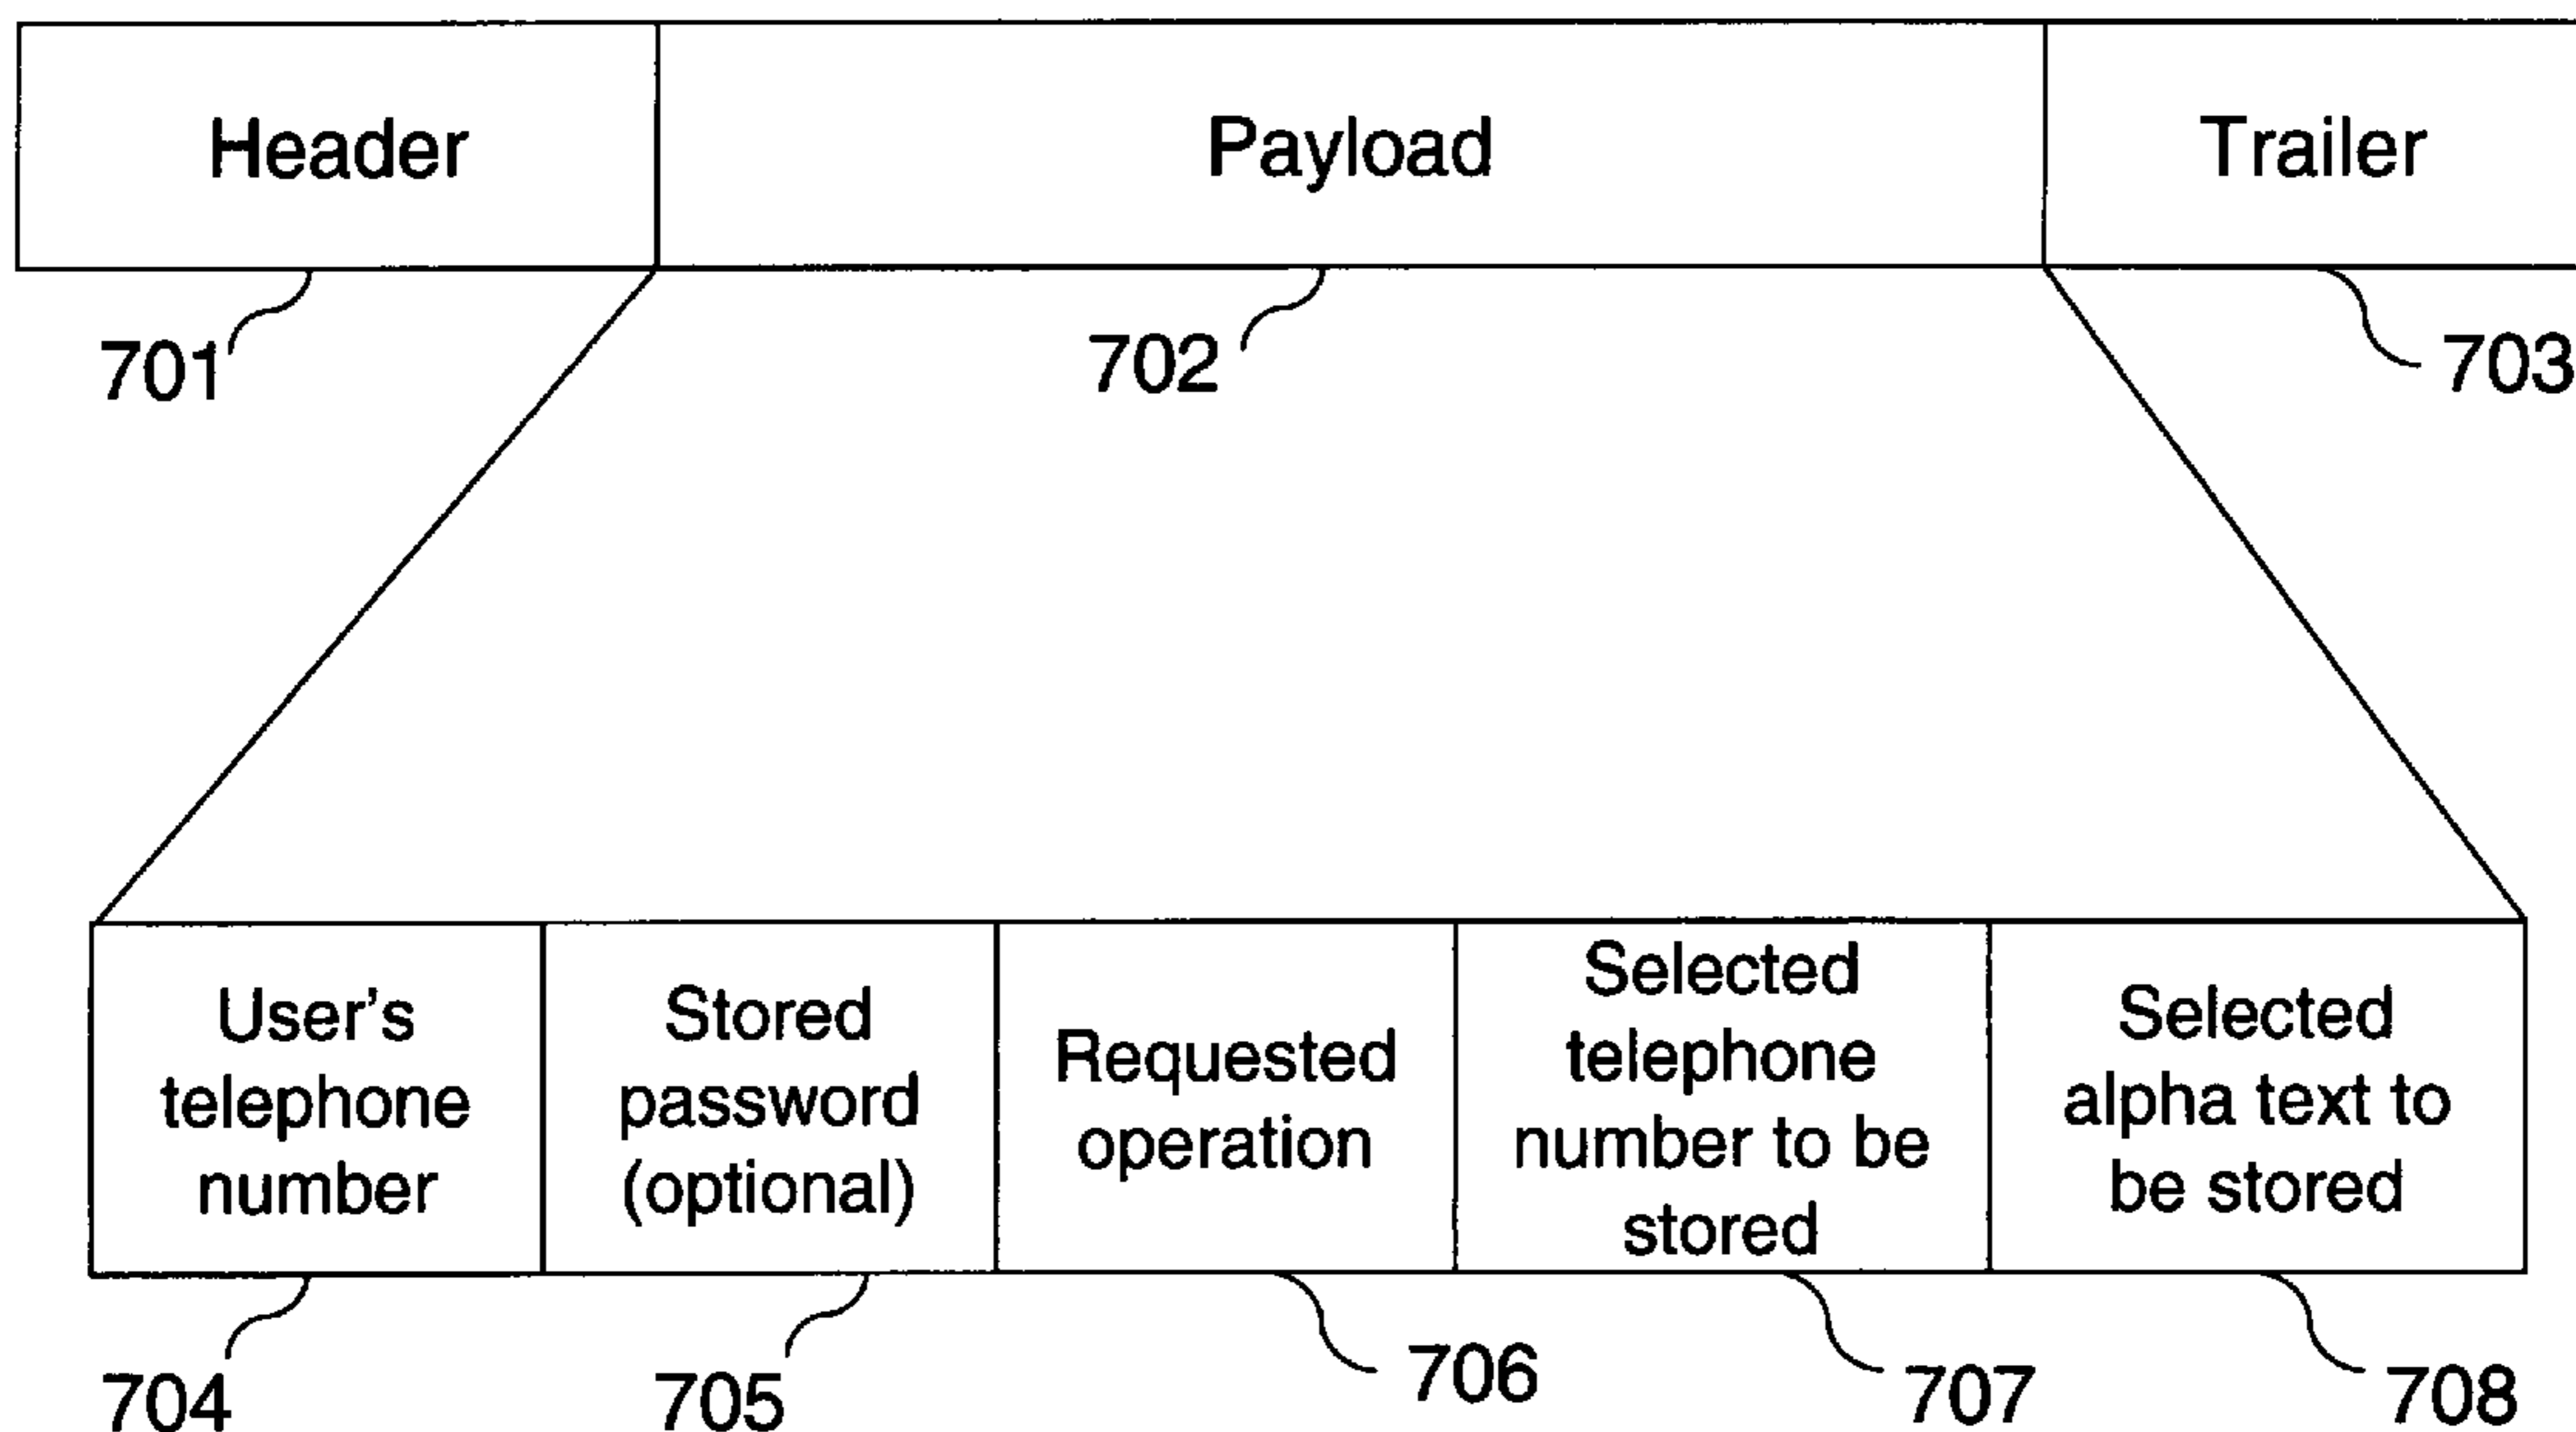 Header
Payload
Trailer
701
702
703
User's
telephone
number
Stored
password
(optional)
Requested
operation
Selected
telephone
number to be
stored
Selected
alpha text to
be stored
704
705
706
707
708